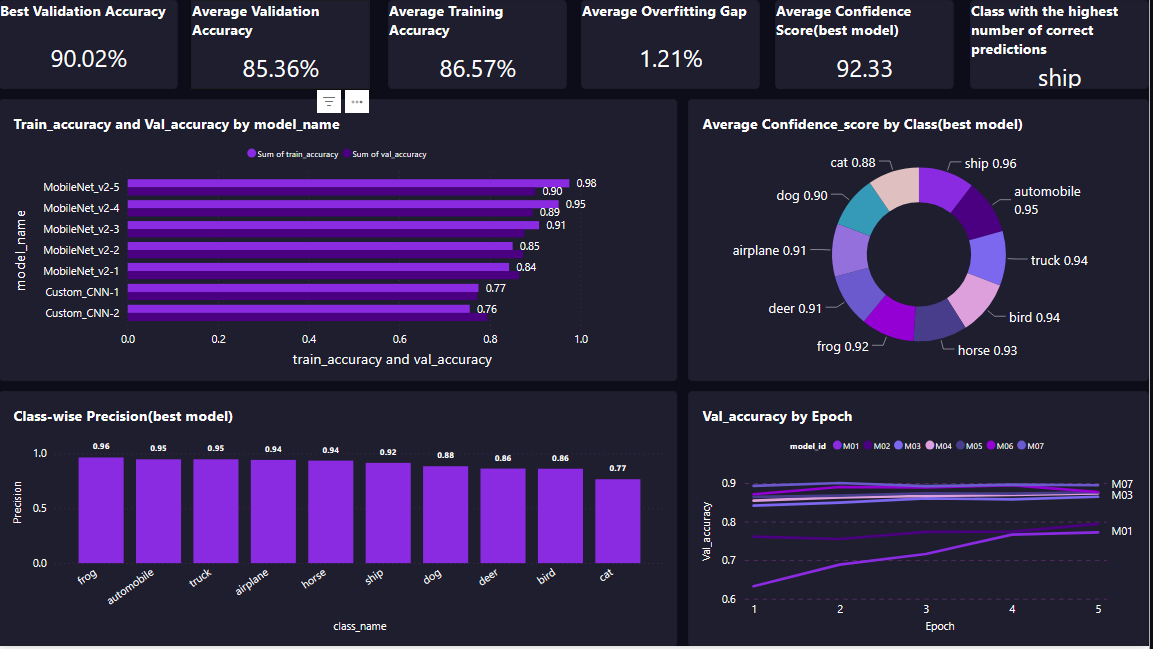 Best Validation Accuracy
90.02%
Average Validation
Accuracy
85.36%
Average Training
Accuracy
86.57%
Average Overfitting Gap
1.21%
Average Confidence
Score(best model)
92.33
Class with the highest
number of correct
predictions
ship
Train_accuracy and Val_accuracy by model_name
Sum of train_accuracy
Sum of val_accuracy
model_name
MobileNet_v2-5
0.98
0.90
MobileNet_v2-4
0.95
0.89
MobileNet_v2-3
0.91
MobileNet_v2-2
0.85
MobileNet_v2-1
0.84
Custom_CNN-1
0.77
Custom_CNN-2
0.76
0.0 0.2 0.4 0.6 0.8 1.0
train_accuracy and val_accuracy
Average Confidence_score by Class(best model)
cat 0.88
ship 0.96
dog 0.90
automobile
0.95
airplane 0.91
truck 0.94
deer 0.91
bird 0.94
frog 0.92
horse 0.93
Class-wise Precision(best model)
Precision
1.0
0.5
0.0
0.96 0.95 0.95 0.94 0.94 0.92 0.88 0.86 0.86 0.77
frog automobile truck airplane horse ship dog deer bird cat
class_name
Val_accuracy by Epoch
model_id M01 M02 M03 M04 M05 M06 M07
Val_accuracy
0.9
0.8
0.7
0.6
M07
M03
M01
1 2 3 4 5
Epoch